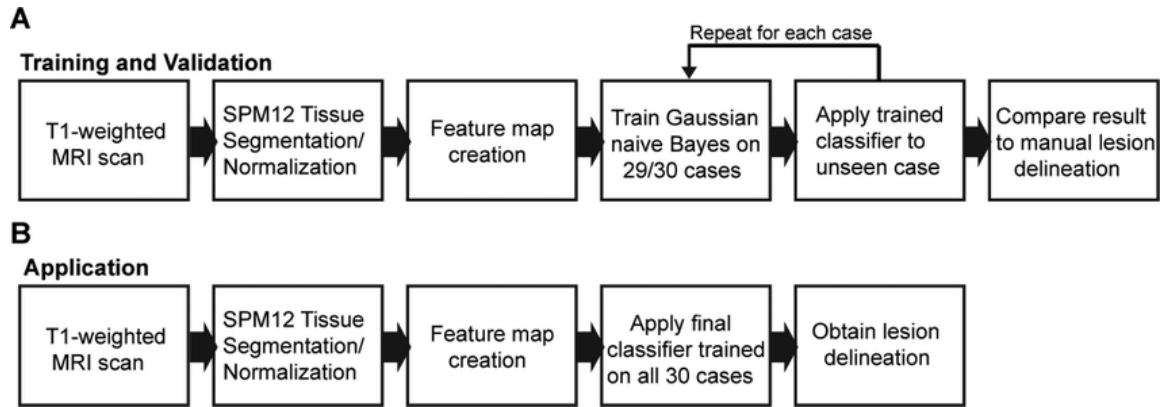 A
Repeat for each case
Training and Validation
T1-weighted
MRI scan
SPM12 Tissue
Segmentation/
Normalization
Feature map
creation
Train Gaussian
naive Bayes on
29/30 cases
Apply trained
classifier to
unseen case
Compare result
to manual lesion
delineation
B
Application
T1-weighted
MRI scan
SPM12 Tissue
Segmentation/
Normalization
Feature map
creation
Apply final
classifier trained
on all 30 cases
Obtain lesion
delineation